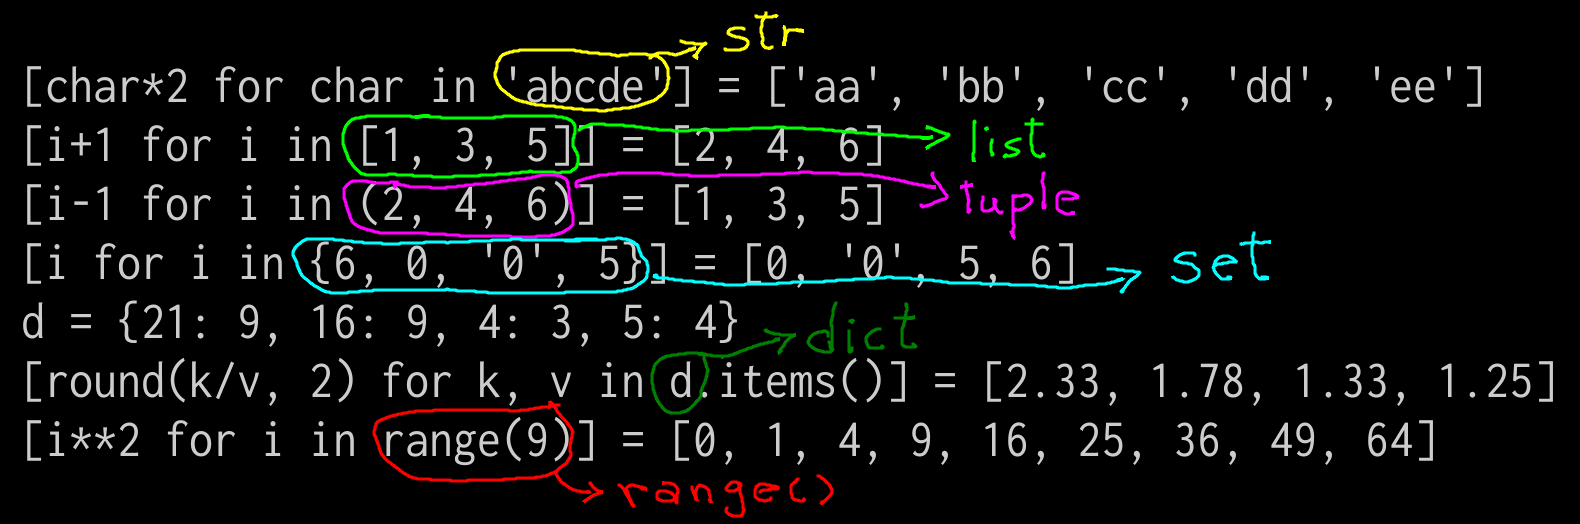 str
[char*2 for char in 'abcde'] = ['aa', 'bb', 'cc', 'dd', 'ee']
[i+1 for i in [1, 3, 5]] = [2, 4, 6] list
[i-1 for i in (2, 4, 6)] = [1, 3, 5] tuple
[i for i in {6, 0, '0', 5}] = [0, '0', 5, 6] set
d = {21: 9, 16: 9, 4: 3, 5: 4} dict
[round(k/v, 2) for k, v in d.items()] = [2.33, 1.78, 1.33, 1.25]
[i**2 for i in range(9)] = [0, 1, 4, 9, 16, 25, 36, 49, 64]
range()